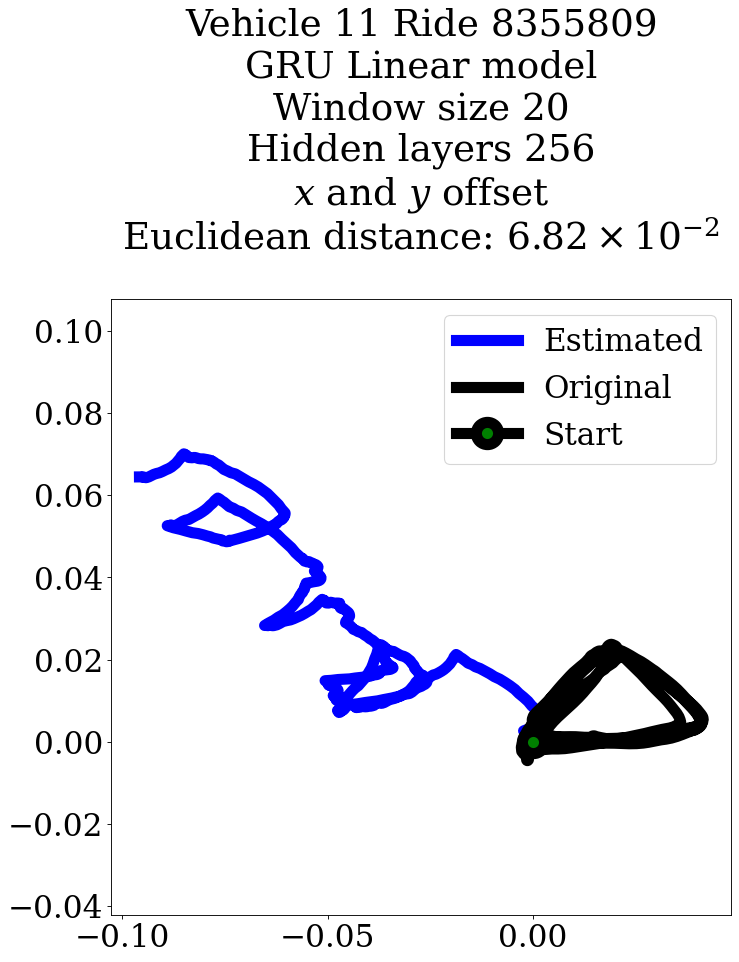 Vehicle 11 Ride 8355809
GRU Linear model
Window size 20
Hidden layers 256
x and y offset
Euclidean distance: 6.82 × 10⁻²
Estimated
Original
Start
0.10
0.08
0.06
0.04
0.02
0.00
−0.02
−0.04
−0.10
−0.05
0.00